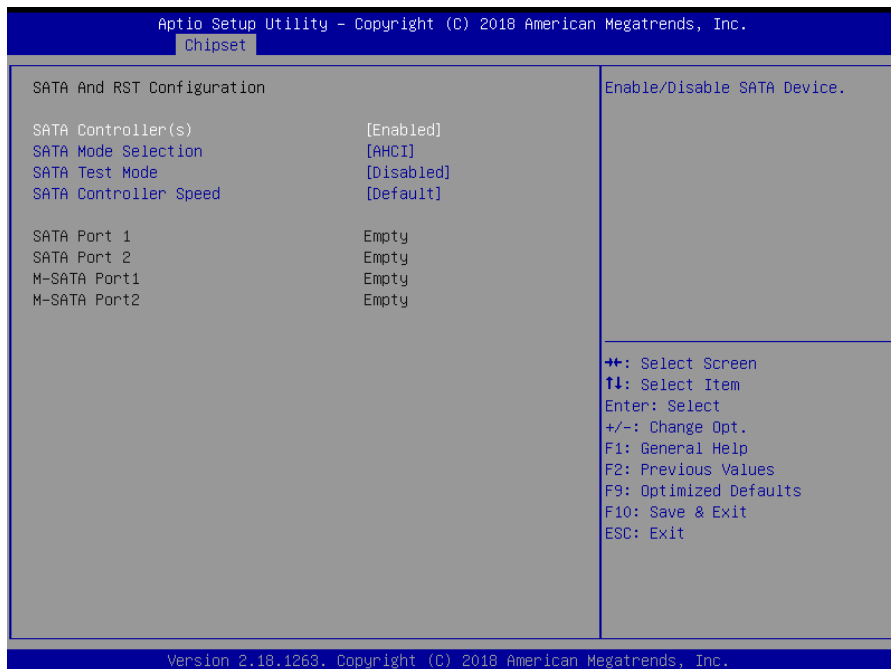 Aptio Setup Utility – Copyright (C) 2018 American Megatrends, Inc.
Chipset
SATA And RST Configuration
SATA Controller(s) [Enabled]
SATA Mode Selection [AHCI]
SATA Test Mode [Disabled]
SATA Controller Speed [Default]
SATA Port 1 Empty
SATA Port 2 Empty
M-SATA Port1 Empty
M-SATA Port2 Empty
Enable/Disable SATA Device.
→←: Select Screen
↑↓: Select Item
Enter: Select
+/-: Change Opt.
F1: General Help
F2: Previous Values
F9: Optimized Defaults
F10: Save & Exit
ESC: Exit
Version 2.18.1263. Copyright (C) 2018 American Megatrends, Inc.